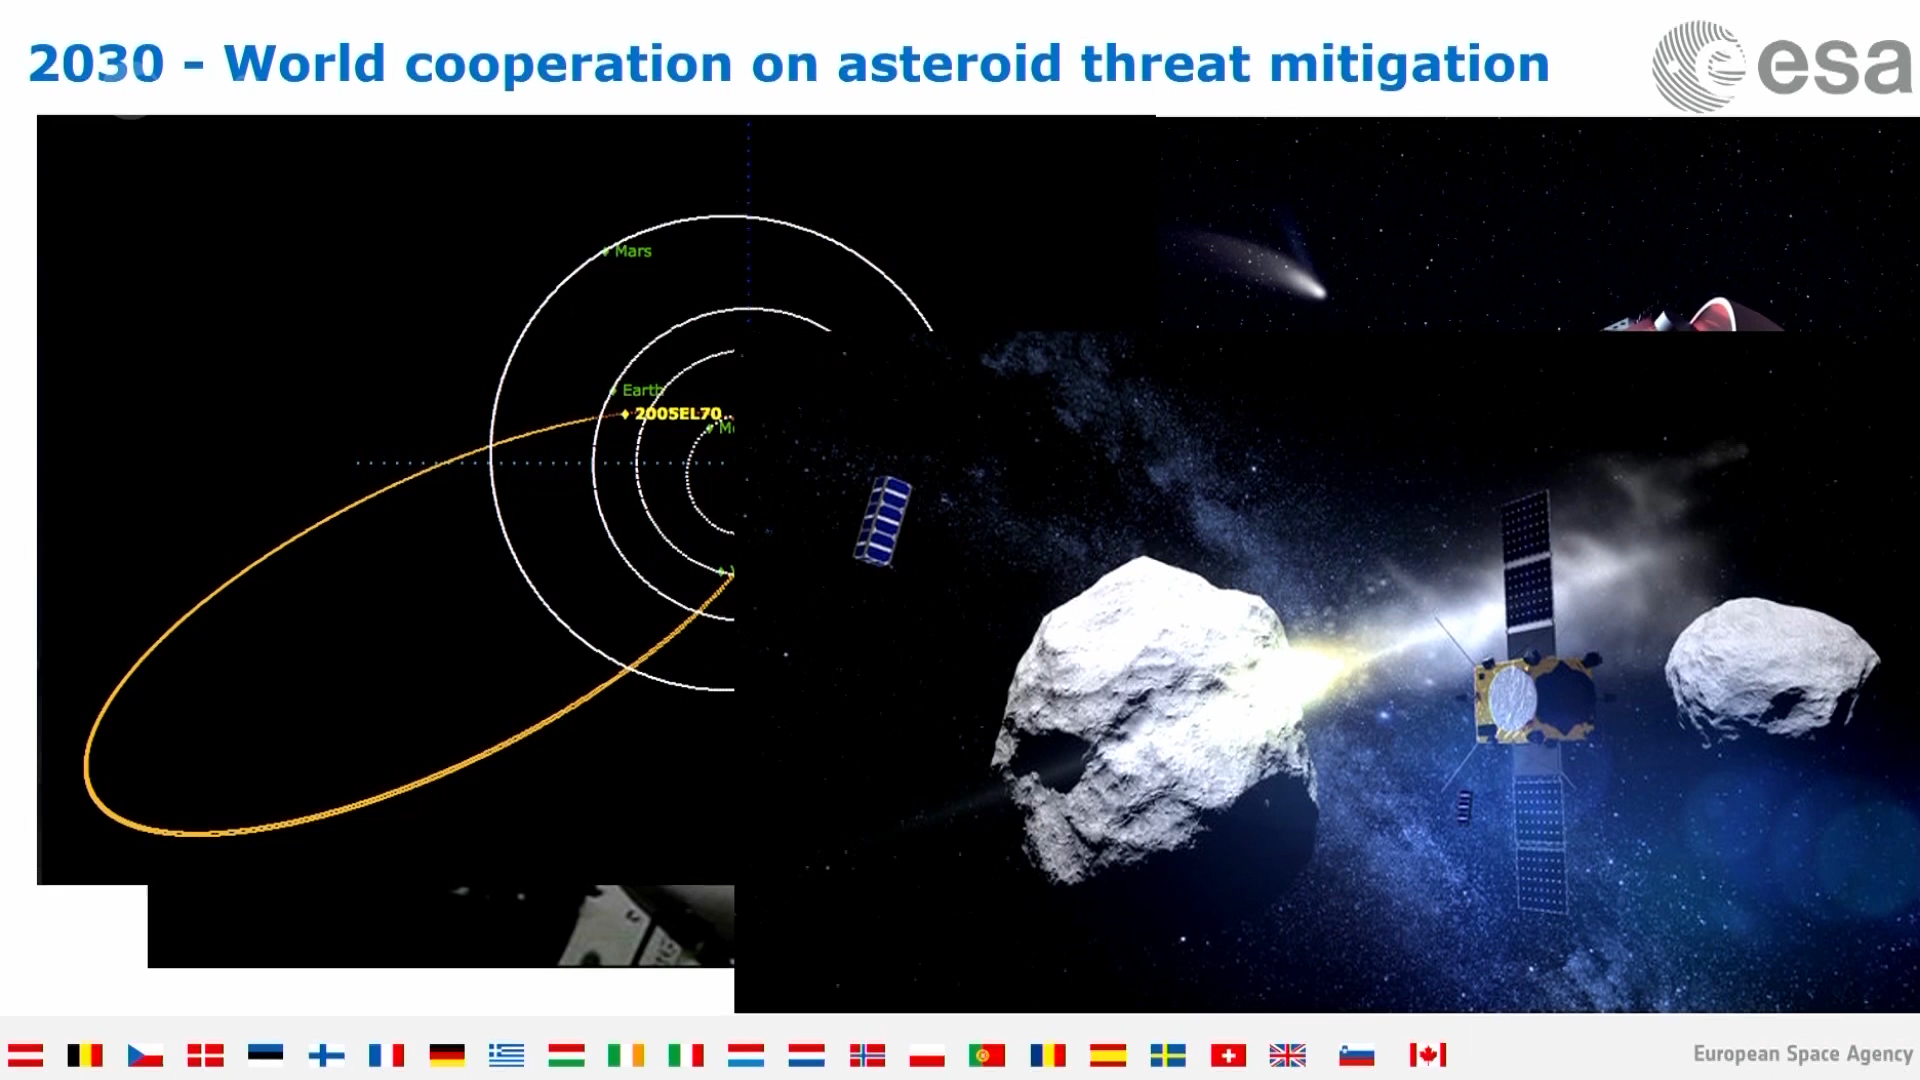 2030 - World cooperation on asteroid threat mitigation
esa
Mars
Earth
2005EL70..
European Space Agency